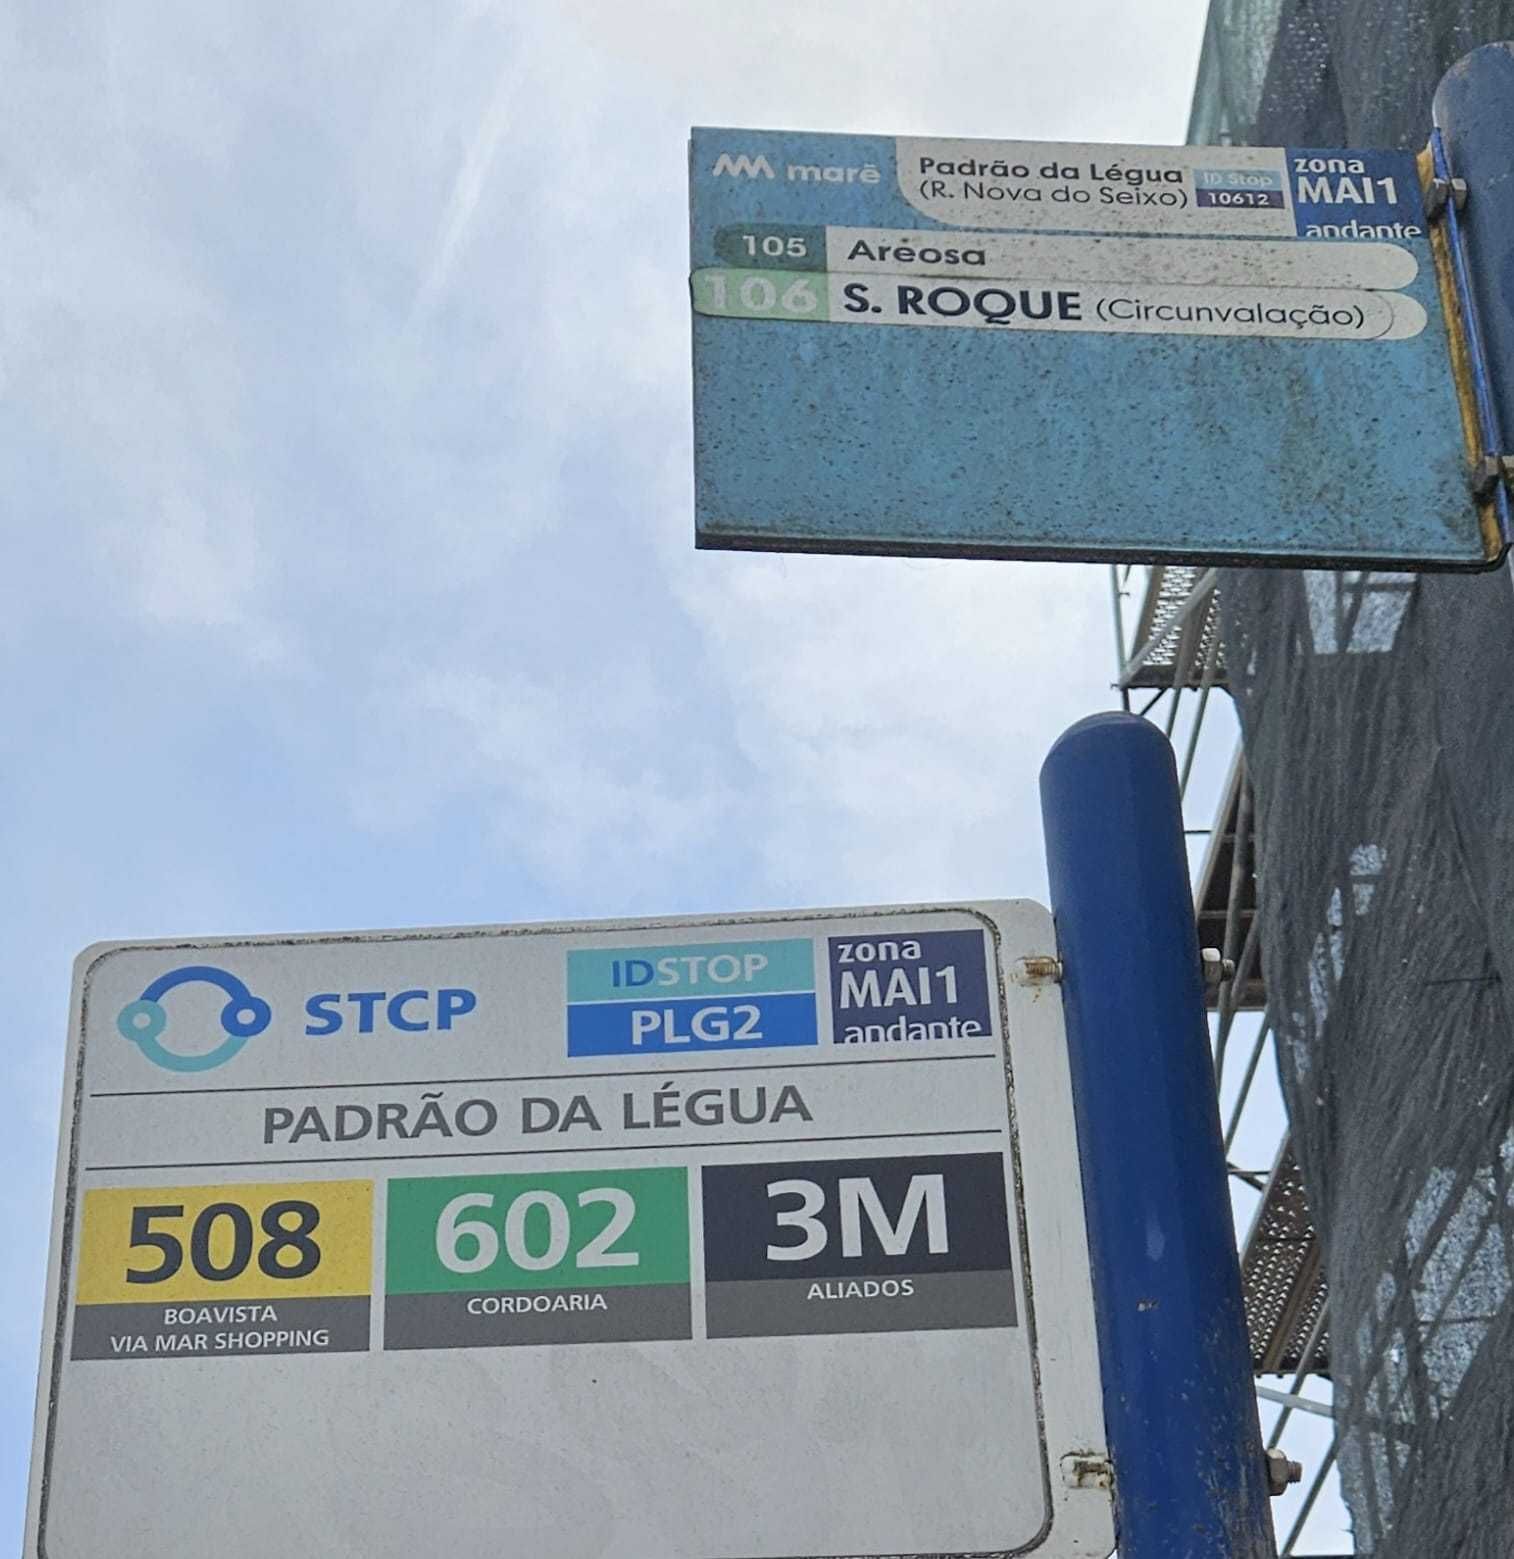 marē
Padrão da Légua
(R. Nova do Seixo)
ID Stop
10612
zona
MAI1
andante
105 Areosa
106 S. ROQUE (Circunvalação)
STCP
IDSTOP
PLG2
zona
MAI1
andante
PADRÃO DA LÉGUA
508
BOAVISTA
VIA MAR SHOPPING
602
CORDOARIA
3M
ALIADOS